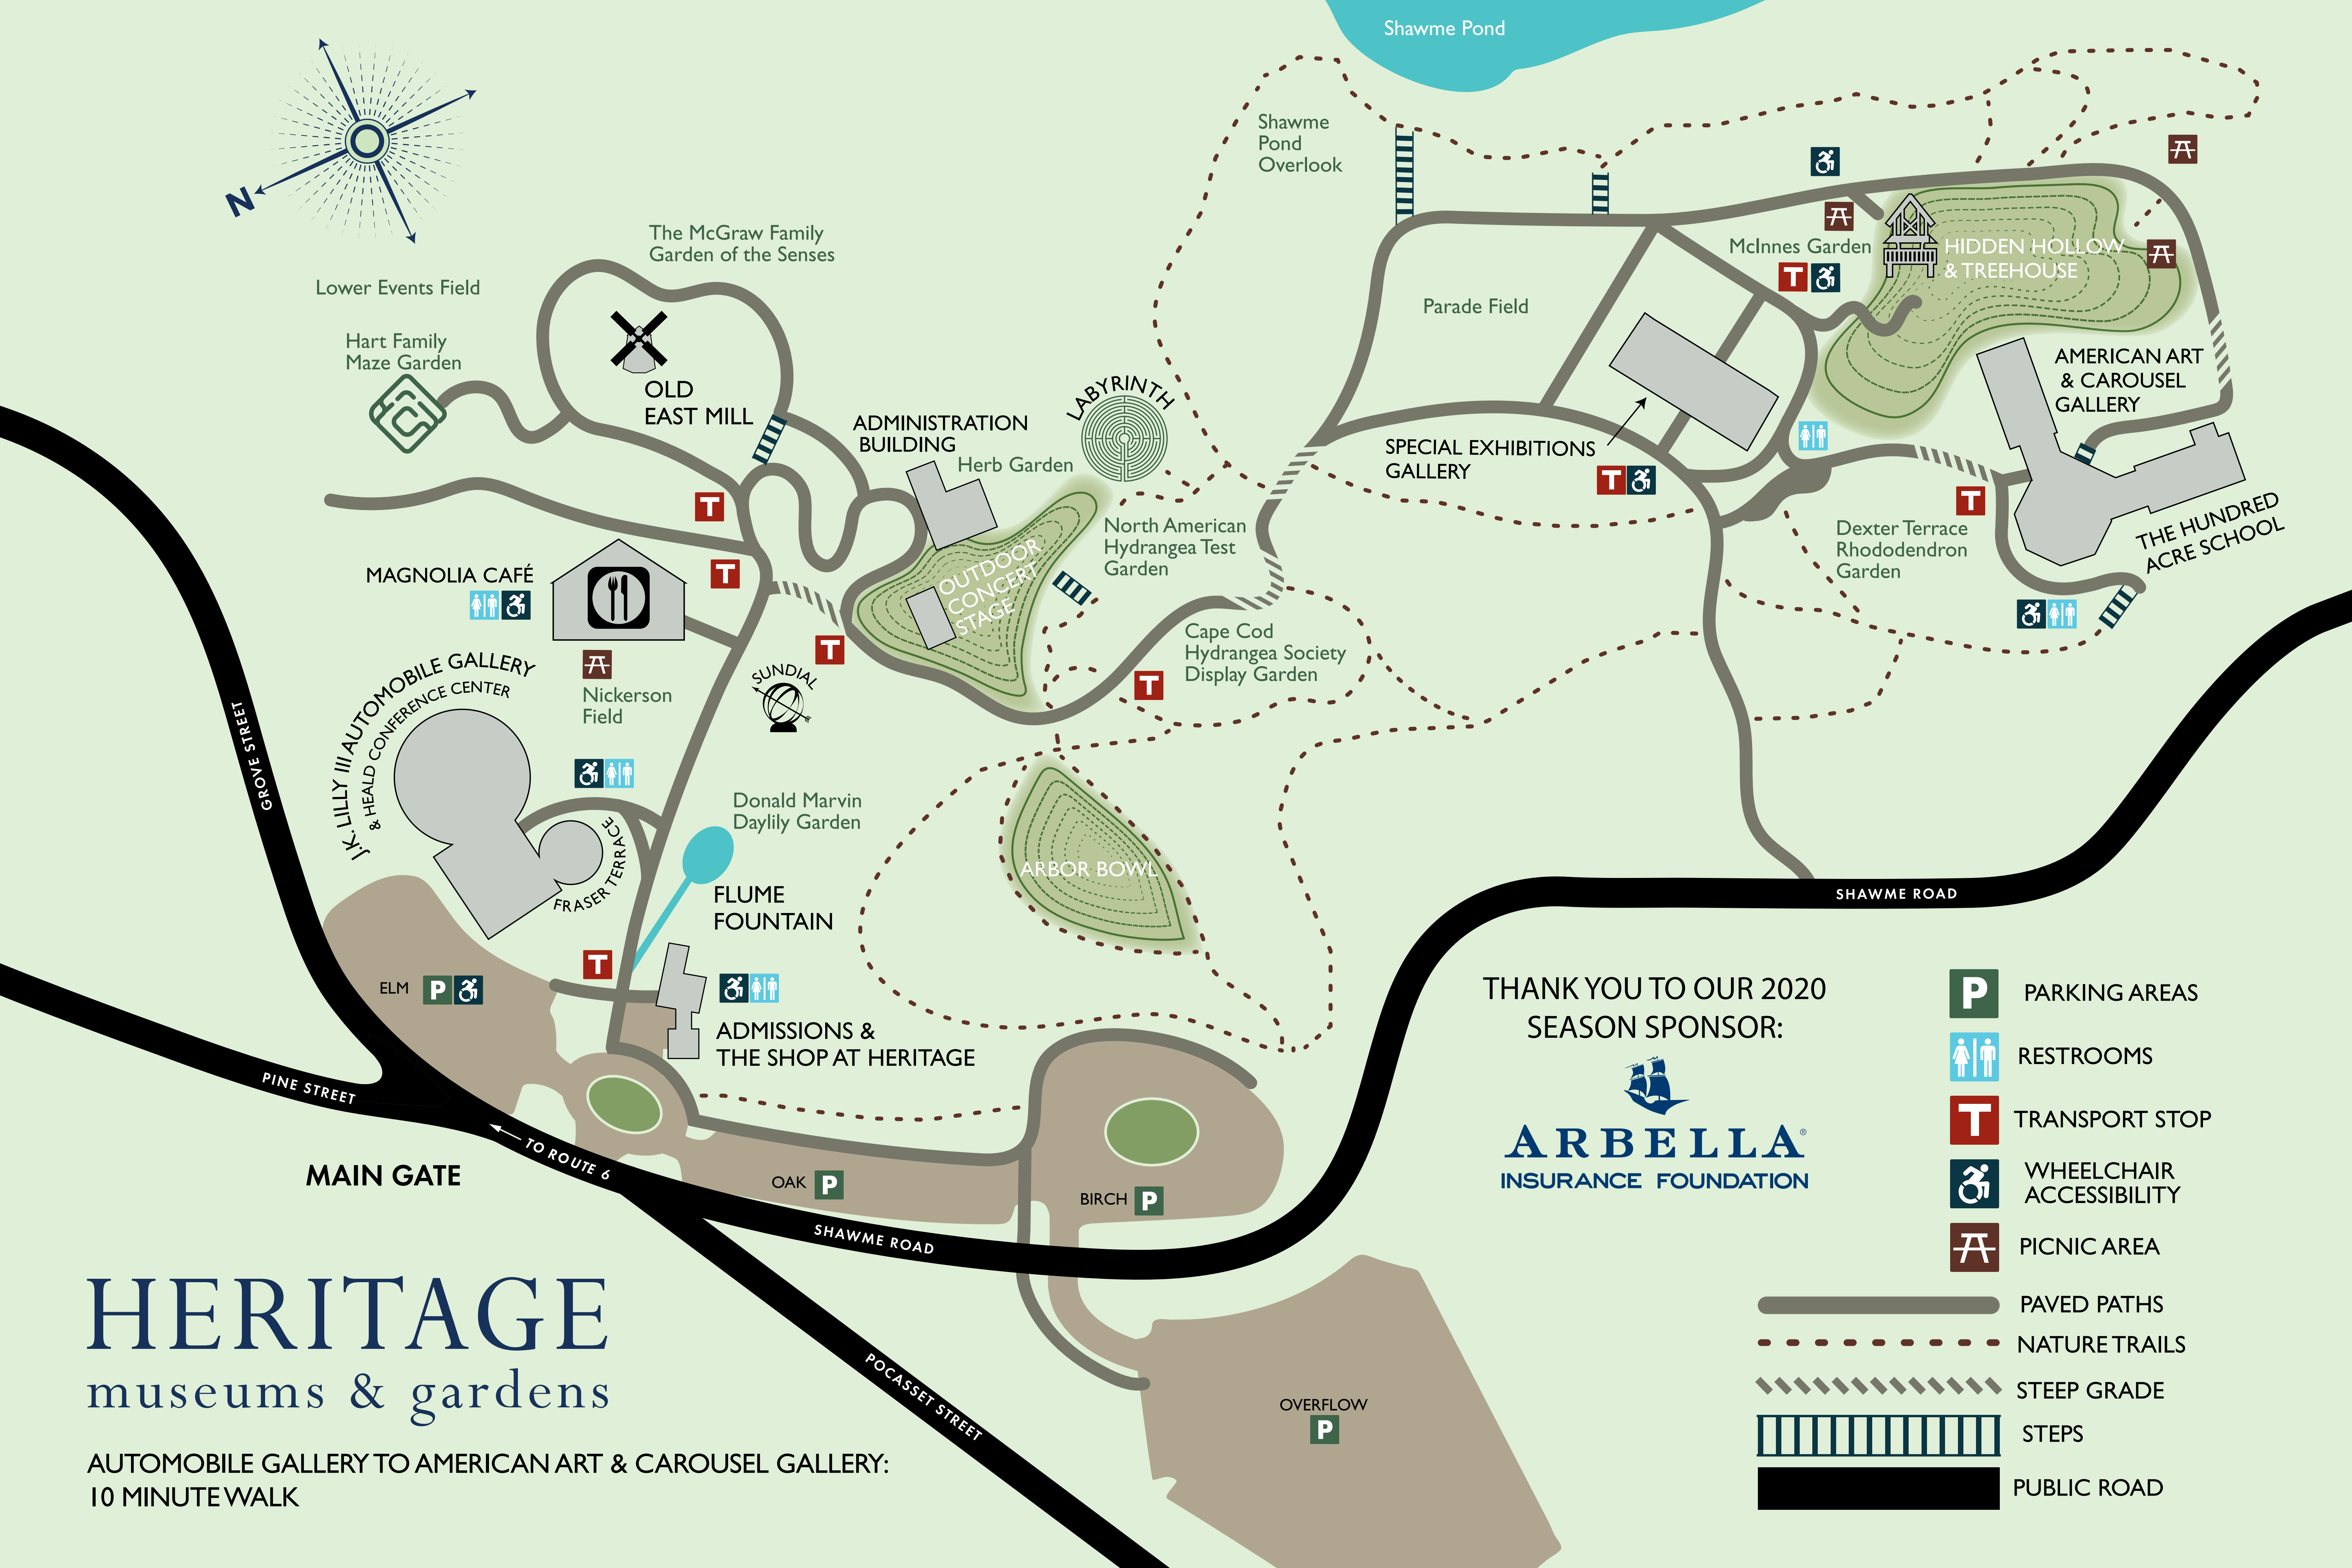 Shawme Pond
N
Shawme
Pond
Overlook
The McGraw Family
Garden of the Senses
Lower Events Field
Hart Family
Maze Garden
OLD
EAST MILL
ADMINISTRATION
BUILDING
Herb Garden
LABYRINTH
Parade Field
McInnes Garden
T
HIDDEN HOLLOW
& TREEHOUSE
AMERICAN ART
& CAROUSEL
GALLERY
SPECIAL EXHIBITIONS
GALLERY
T
T
THE HUNDRED
ACRE SCHOOL
Dexter Terrace
Rhododendron
Garden
T
T
MAGNOLIA CAFÉ
OUTDOOR
CONCERT
STAGE
North American
Hydrangea Test
Garden
Cape Cod
Hydrangea Society
Display Garden
T
T
SUNDIAL
Nickerson
Field
J.K. LILLY III AUTOMOBILE GALLERY
& HEALD CONFERENCE CENTER
FRASER TERRACE
GROVE STREET
Donald Marvin
Daylily Garden
FLUME
FOUNTAIN
ARBOR BOWL
SHAWME ROAD
T
ELM
P
ADMISSIONS &
THE SHOP AT HERITAGE
PINE STREET
TO ROUTE 6
MAIN GATE
OAK
P
BIRCH
P
SHAWME ROAD
POCASSET STREET
OVERFLOW
P
THANK YOU TO OUR 2020
SEASON SPONSOR:
ARBELLA®
INSURANCE FOUNDATION
P
PARKING AREAS
RESTROOMS
T
TRANSPORT STOP
WHEELCHAIR
ACCESSIBILITY
PICNIC AREA
PAVED PATHS
NATURE TRAILS
STEEP GRADE
STEPS
PUBLIC ROAD
HERITAGE
museums & gardens
AUTOMOBILE GALLERY TO AMERICAN ART & CAROUSEL GALLERY:
10 MINUTE WALK